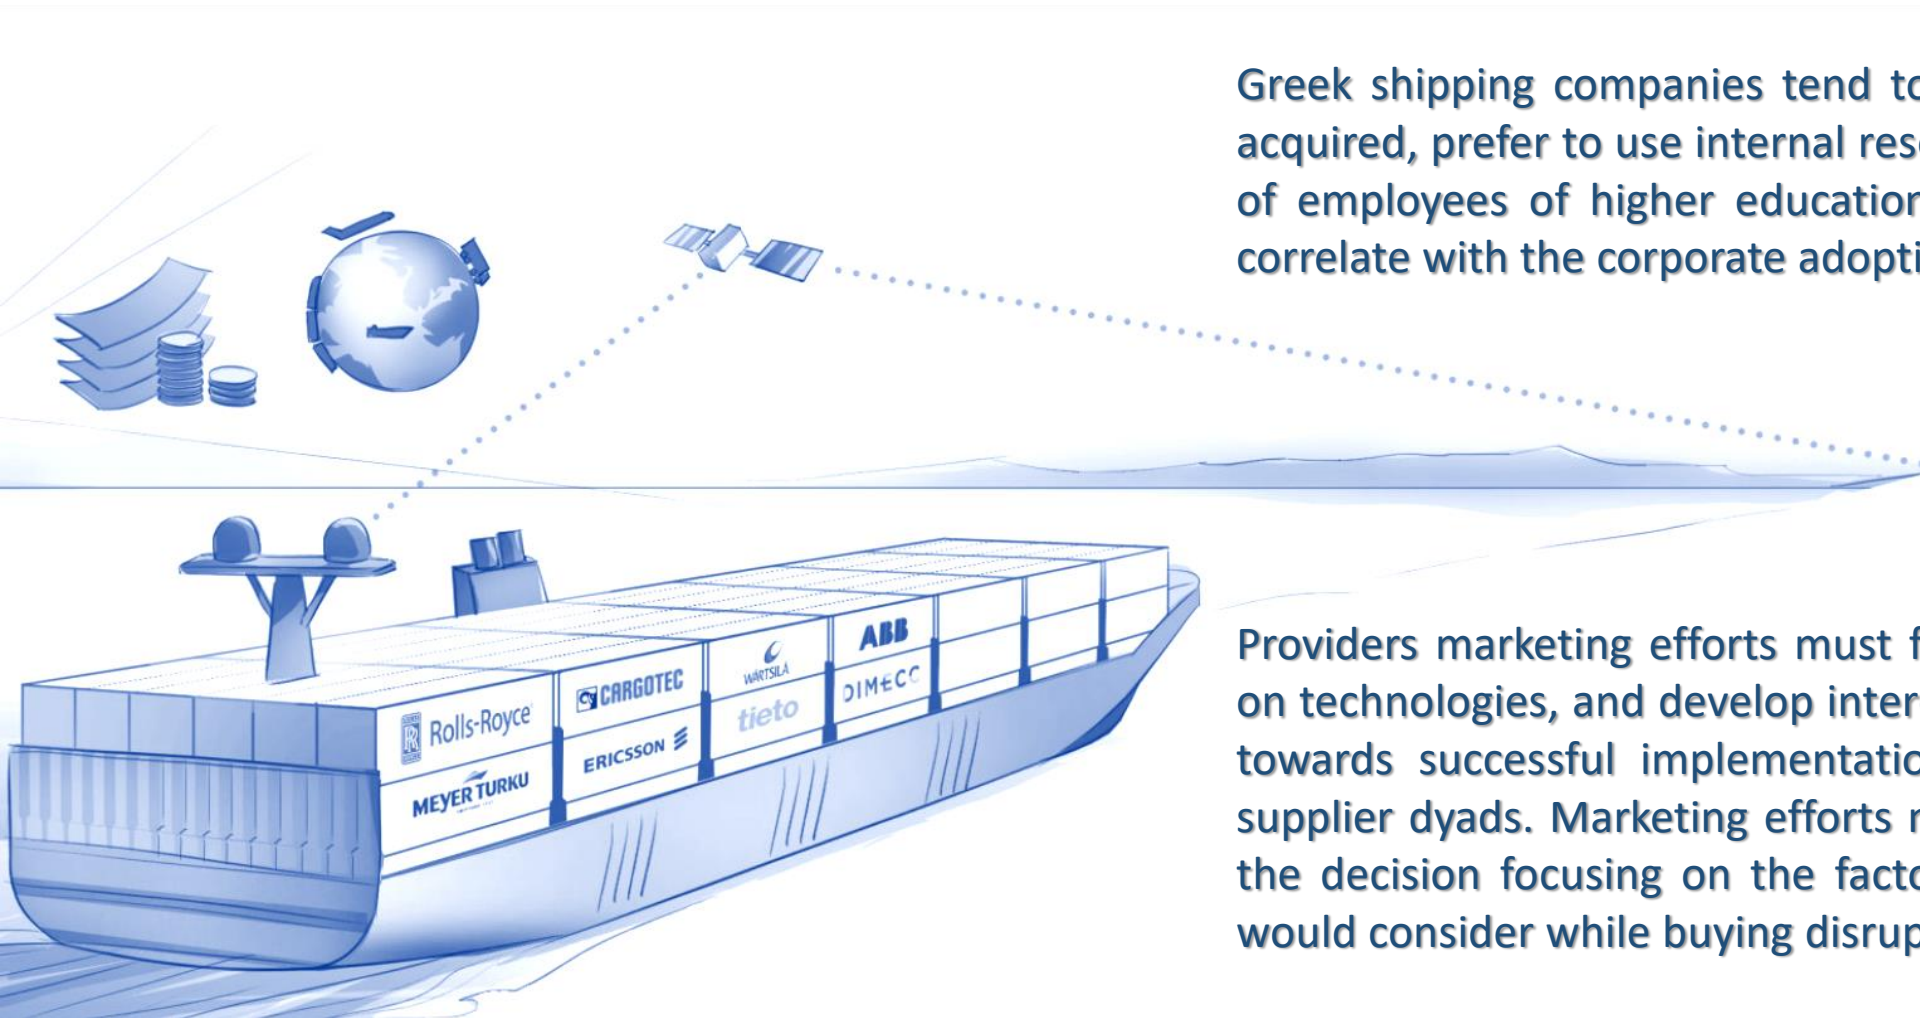 Greek shipping companies tend to
acquired, prefer to use internal res
of employees of higher education
correlate with the corporate adopti
Rolls-Royce
MEYER TURKU
CARGOTEC
ERICSSON
WÄRTSILÄ
tieto
ABB
DIMECC
Providers marketing efforts must f
on technologies, and develop inter
towards successful implementatio
supplier dyads. Marketing efforts
the decision focusing on the facto
would consider while buying disrup